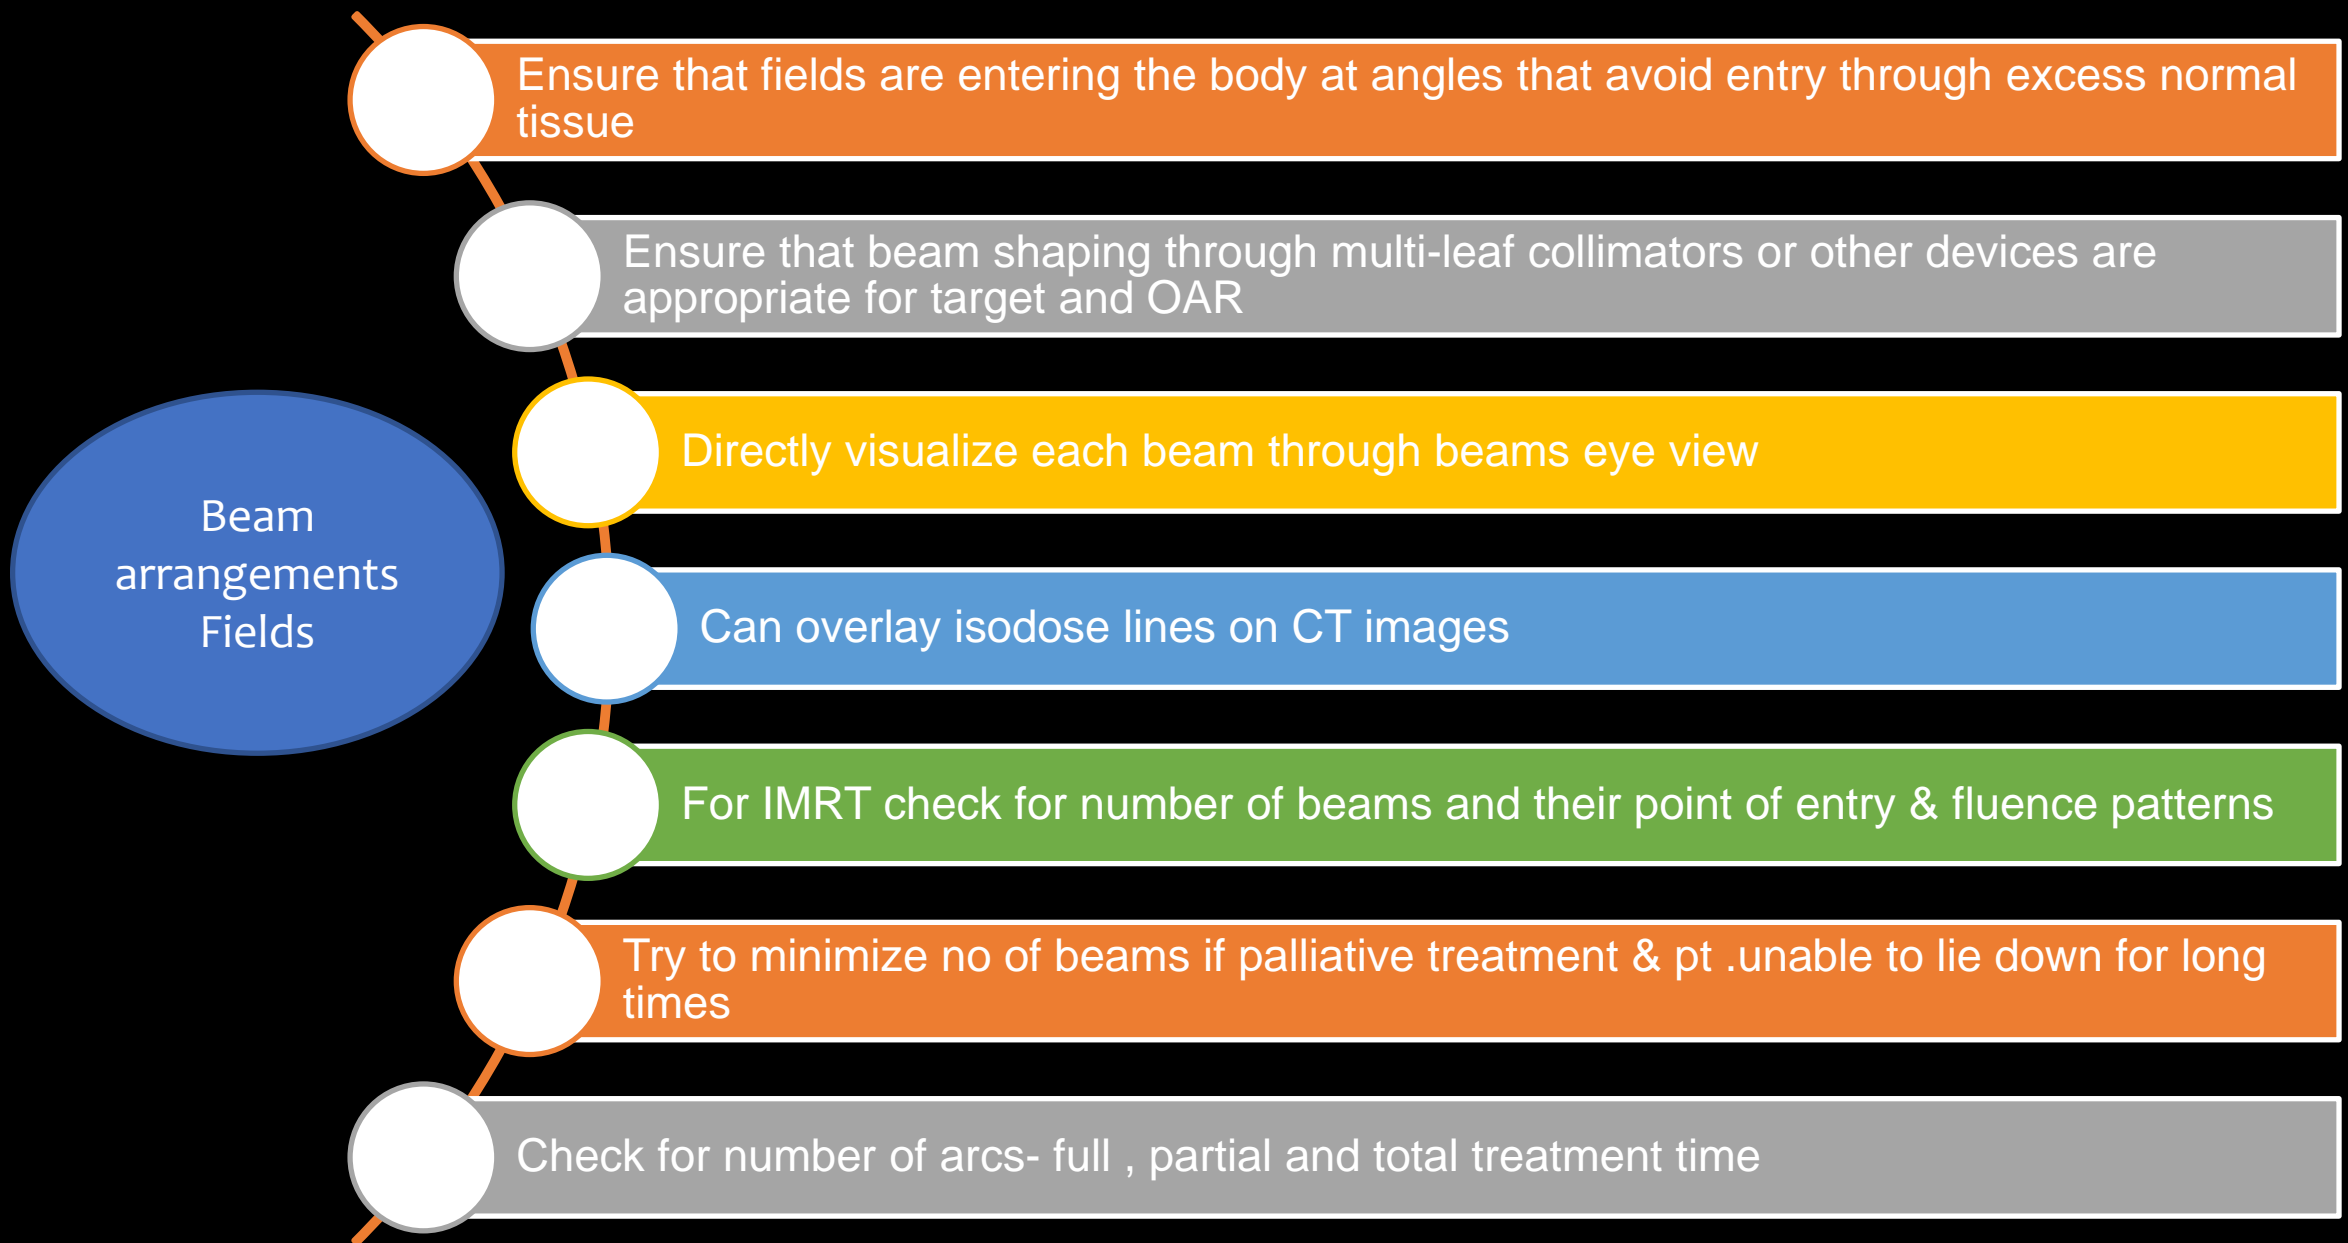 Beam
arrangements
Fields
Ensure that fields are entering the body at angles that avoid entry through excess normal
tissue
Ensure that beam shaping through multi-leaf collimators or other devices are
appropriate for target and OAR
Directly visualize each beam through beams eye view
Can overlay isodose lines on CT images
For IMRT check for number of beams and their point of entry & fluence patterns
Try to minimize no of beams if palliative treatment & pt .unable to lie down for long
times
Check for number of arcs- full , partial and total treatment time